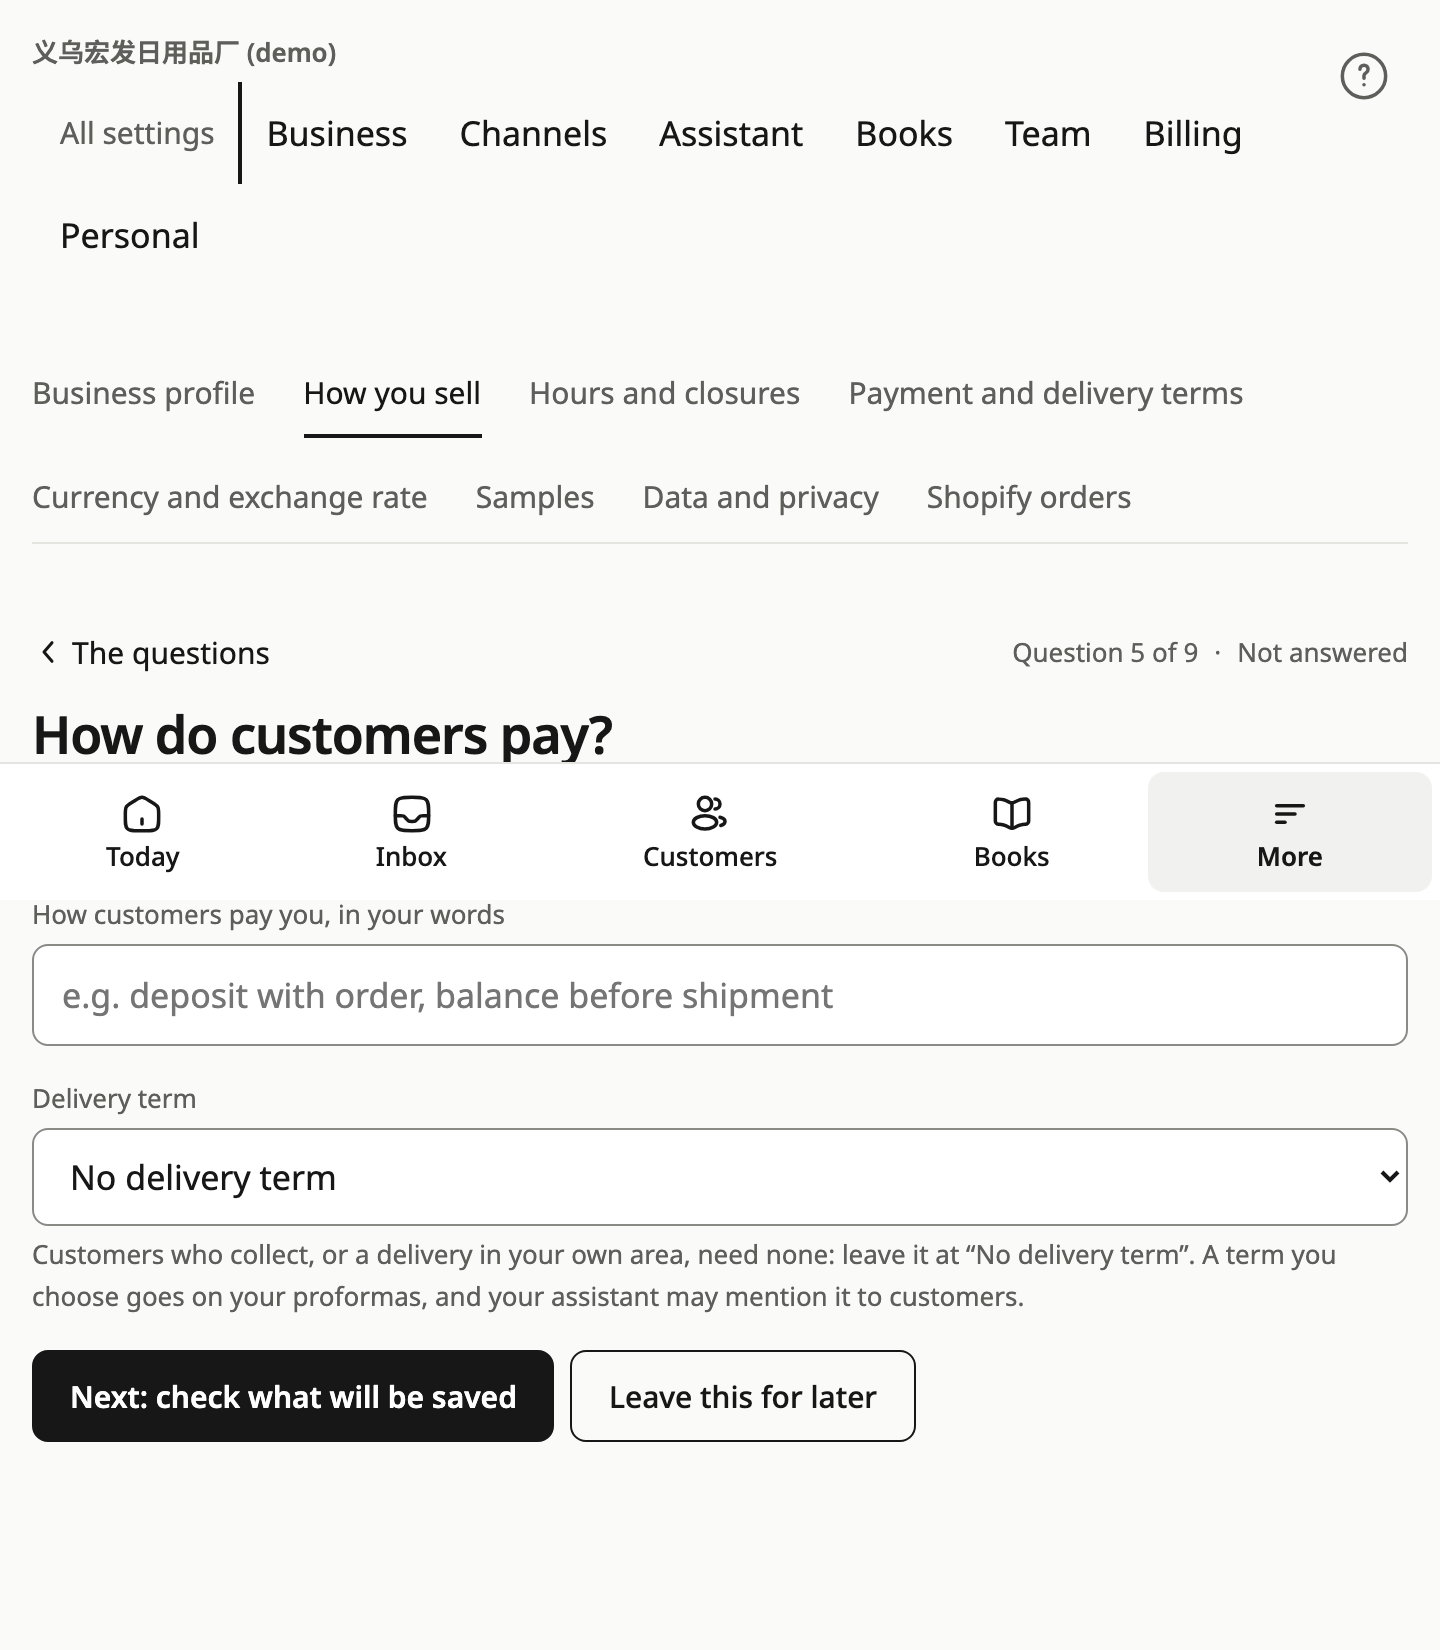 义乌宏发日用品厂 (demo)
All settings
Business
Channels
Assistant
Books
Team
Billing
Personal
Business profile
How you sell
Hours and closures
Payment and delivery terms
Currency and exchange rate
Samples
Data and privacy
Shopify orders
The questions
Question 5 of 9 · Not answered
How do customers pay?
Today
Inbox
Customers
Books
More
How customers pay you, in your words
e.g. deposit with order, balance before shipment
Delivery term
No delivery term
Customers who collect, or a delivery in your own area, need none: leave it at “No delivery term”. A term you
choose goes on your proformas, and your assistant may mention it to customers.
Next: check what will be saved
Leave this for later